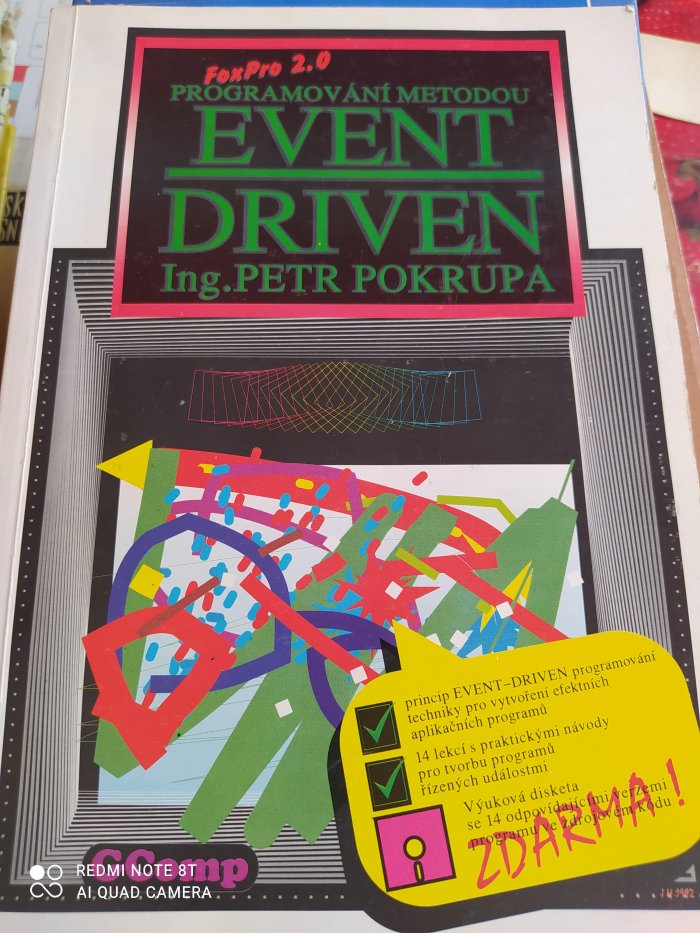 FoxPro 2.0
PROGRAMOVÁNÍ METODOU
EVENT
DRIVEN
Ing.PETR POKRUPA
princip EVENT-DRIVEN programování
techniky pro vytvoření efektních
aplikačních programů
14 lekcí s praktickými návody
pro tvorbu programů
řízených událostmi
Výuková disketa
se 14 odpovídajícími verzemi
programu ve zdrojovém kódu
ZDARMA!
CComp
REDMI NOTE 8T
AI QUAD CAMERA